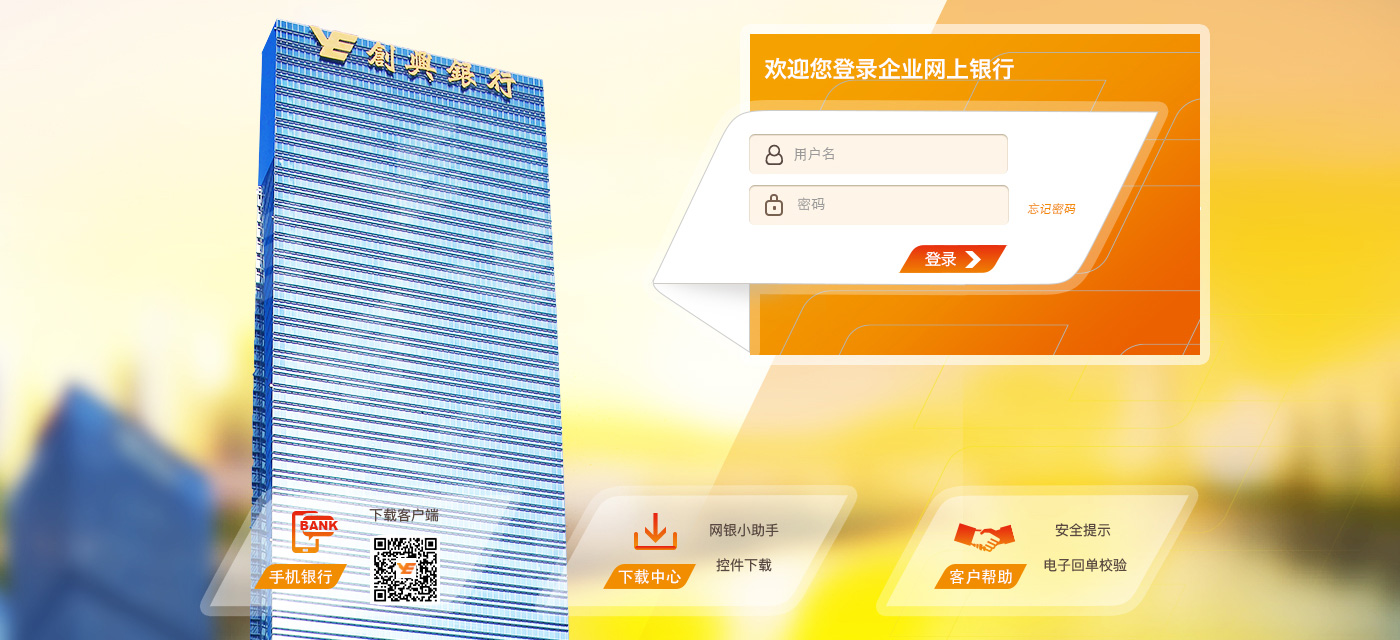 創興銀行
欢迎您登录企业网上银行
用户名
密码
忘记密码
登录
BANK
手机银行
下载客户端
下载中心
网银小助手
控件下载
客户帮助
安全提示
电子回单校验